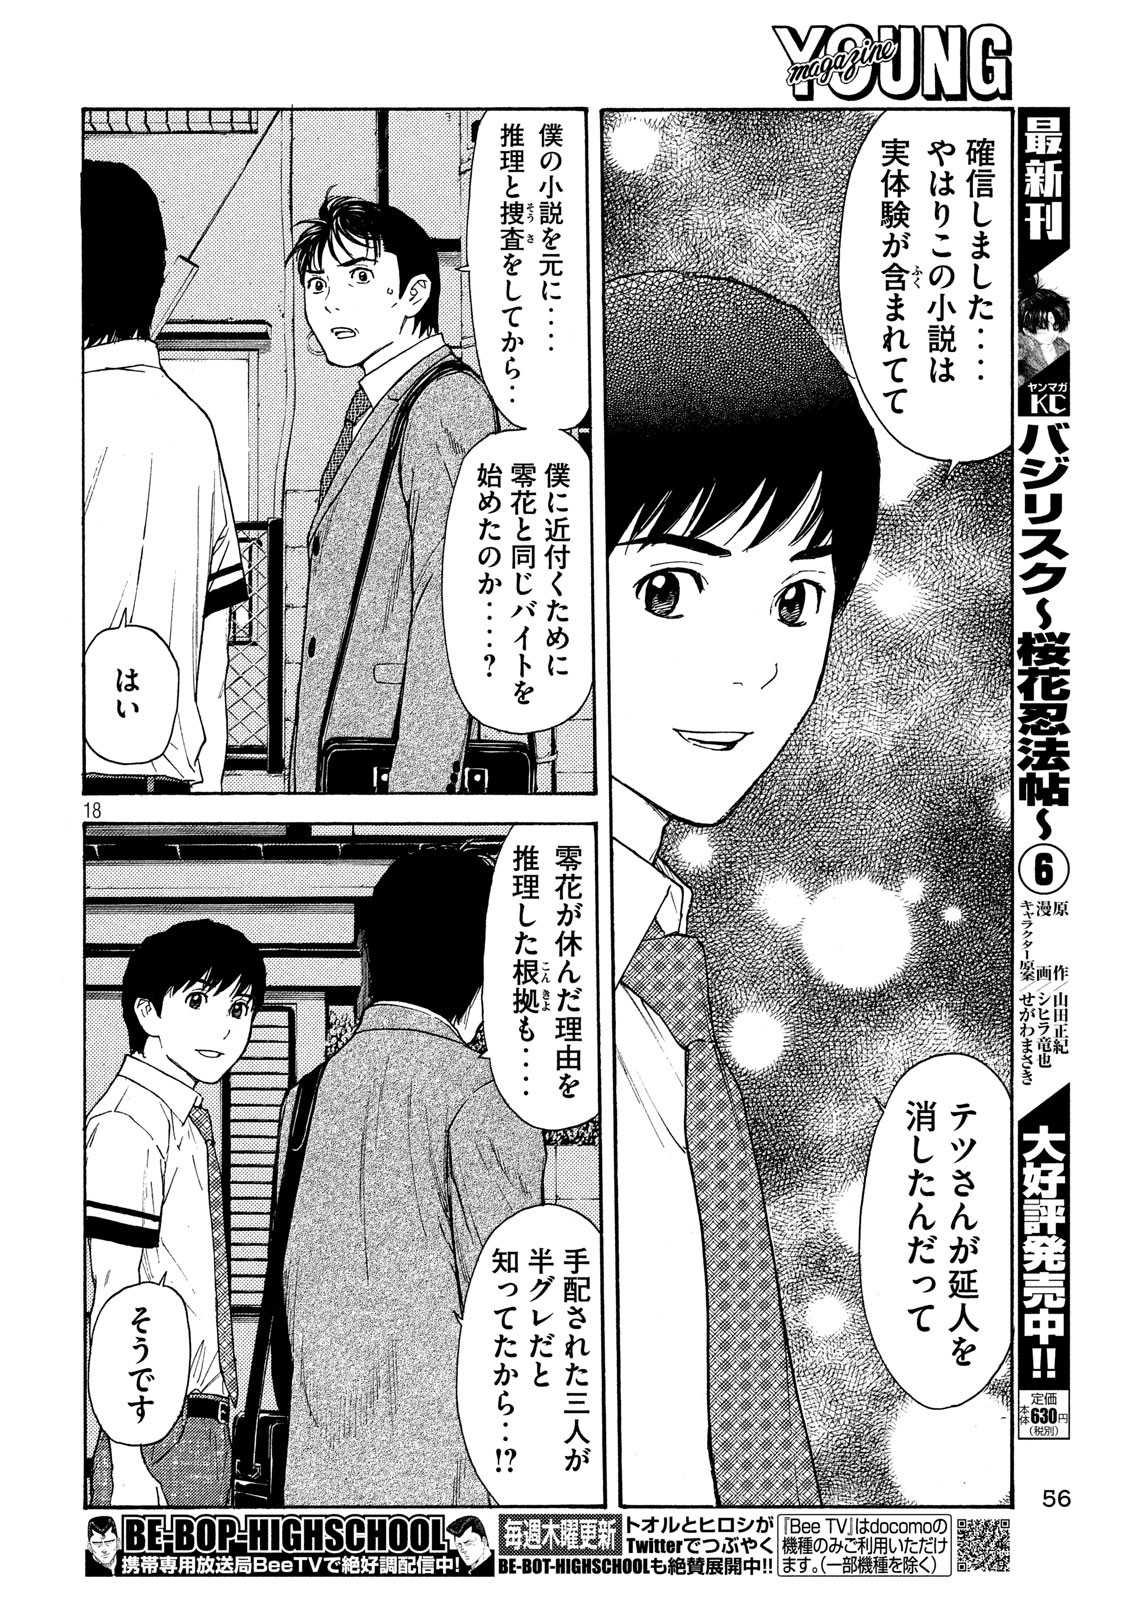 YOUNG
magazine
確信しました‥‥
やはりこの小説は
実体験が含まれてて
ふく
テツさんが延人を
消したんだって
僕の小説を元に‥‥
推理と捜査をしてから‥
そうさ
僕に近付くために
零花と同じバイトを
始めたのか‥‥?
はい
18
零花が休んだ理由を
推理した根拠も‥‥
こんきよ
手配された三人が
半グレだと
知ってたから‥!?
そうです
最新刊
ヤンマガ
KC
バジリスク〜桜花忍法帖〜⑥
原作/山田正紀
漫画/シヒラ竜也
キャラクター原案/せがわまさき
大好評発売中!!
定価
本体630円
(税別)
56
BE-BOP-HIGHSCHOOL
携帯専用放送局BeeTVで絶好調配信中!
毎週木曜更新
トオルとヒロシが
Twitterでつぶやく
BE-BOT-HIGHSCHOOLも絶賛展開中!!
『Bee TV』はdocomoの
機種のみご利用いただけ
ます。(一部機種を除く)